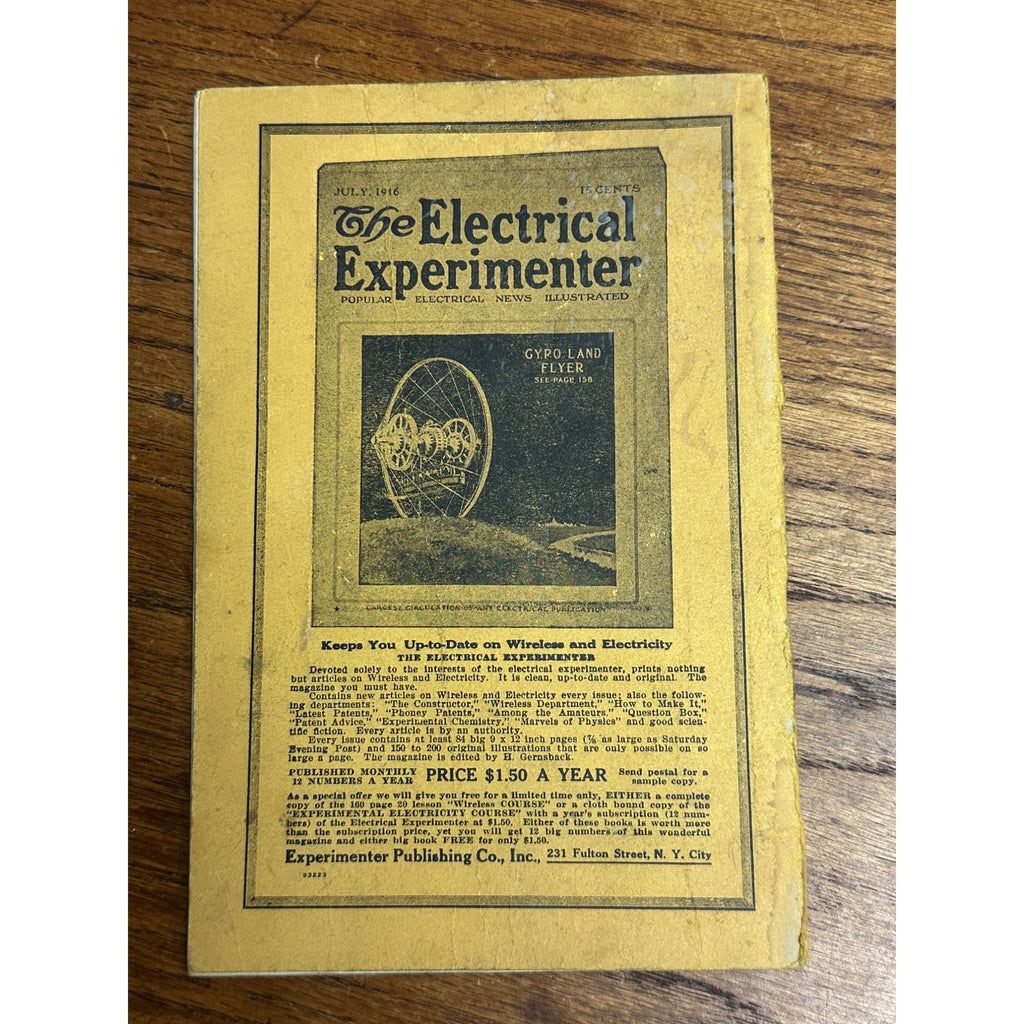 JULY, 1916
15 CENTS
The Electrical
Experimenter
POPULAR ELECTRICAL NEWS ILLUSTRATED
GYRO LAND
FLYER
SEE PAGE 158
LARGEST CIRCULATION OF ANY ELECTRICAL PUBLICATION
Keeps You Up-to-Date on Wireless and Electricity
THE ELECTRICAL EXPERIMENTER
Devoted solely to the interests of the electrical experimenter, prints nothing
but articles on Wireless and Electricity. It is clean, up-to-date and original. The
magazine you must have.
Contains new articles on Wireless and Electricity every issue; also the follow-
ing departments: "The Constructor," "Wireless Department," "How to Make It,"
"Latest Patents," "Phoney Patents," "Among the Amateurs," "Question Box,"
"Patent Advice," "Experimental Chemistry," "Marvels of Physics" and good scien-
tific fiction. Every article is by an authority.
Every issue contains at least 84 big 9 x 12 inch pages (⅞ as large as Saturday
Evening Post) and 150 to 200 original illustrations that are only possible on so
large a page. The magazine is edited by H. Gernsback.
PUBLISHED MONTHLY
12 NUMBERS A YEAR
PRICE $1.50 A YEAR
Send postal for a
sample copy.
As a special offer we will give you free for a limited time only, EITHER a complete
copy of the 160 page 20 lesson "Wireless COURSE" or a cloth bound copy of the
"EXPERIMENTAL ELECTRICITY COURSE" with a year's subscription (12 num-
bers) of the Electrical Experimenter at $1.50. Either of these books is worth more
than the subscription price, yet you will get 12 big numbers of this wonderful
magazine and either big book FREE for only $1.50.
Experimenter Publishing Co., Inc., 231 Fulton Street, N. Y. City